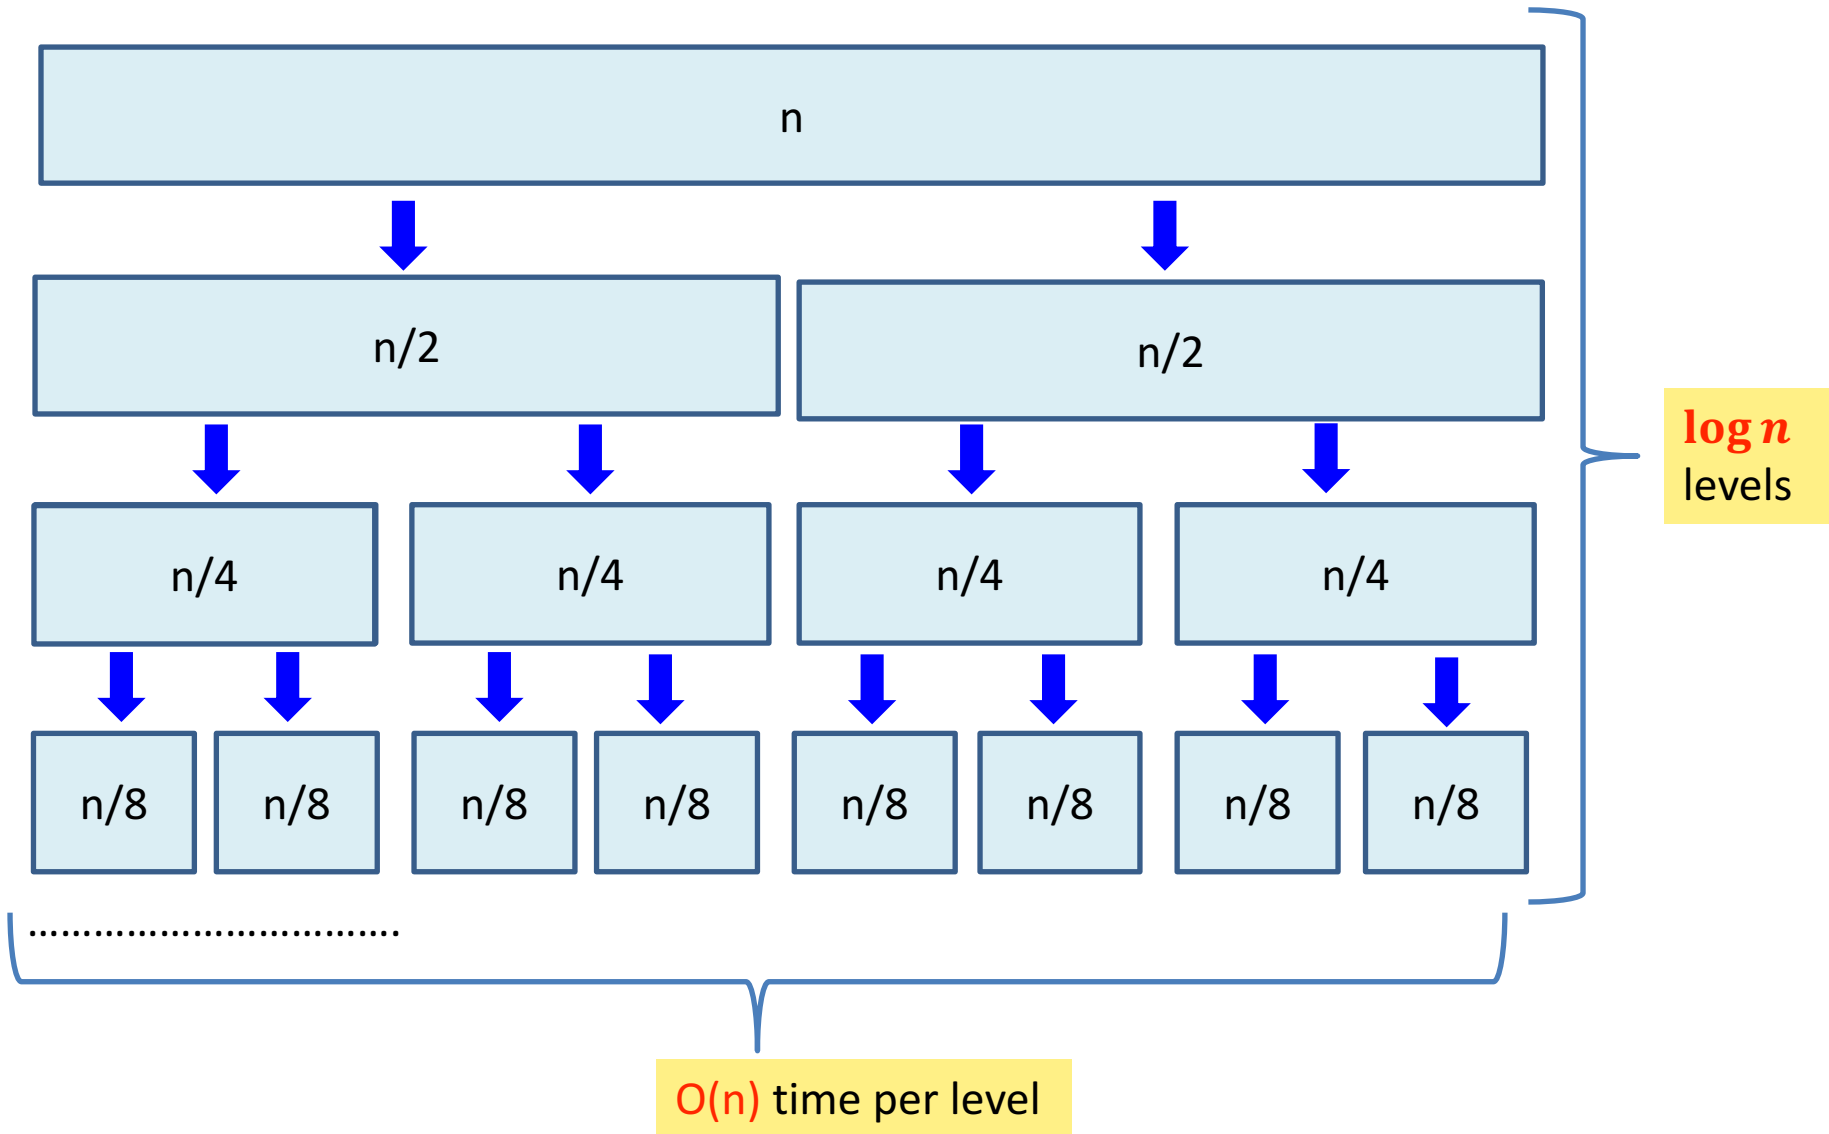 n
n/2 n/2
n/4 n/4 n/4 n/4
n/8 n/8 n/8 n/8 n/8 n/8 n/8 n/8
..................................
log n
levels
O(n) time per level